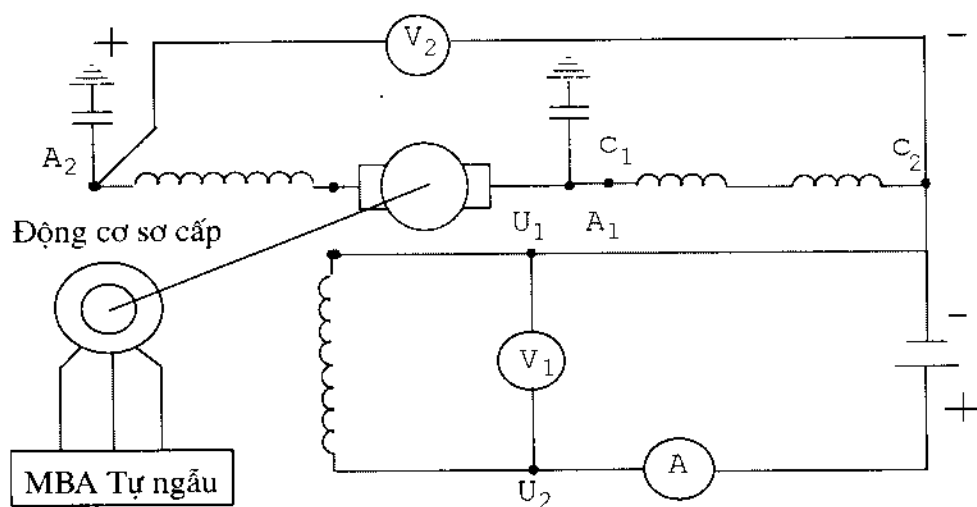 + V2 -
A2 C1 C2
Động cơ sơ cấp U1 A1
V1 -
+
A
MBA Tự ngẫu U2